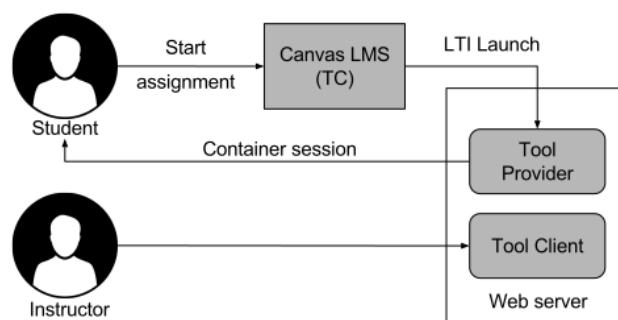 Start
assignment
Canvas LMS
(TC)
LTI Launch
Student
Container session
Tool
Provider
Tool Client
Instructor
Web server